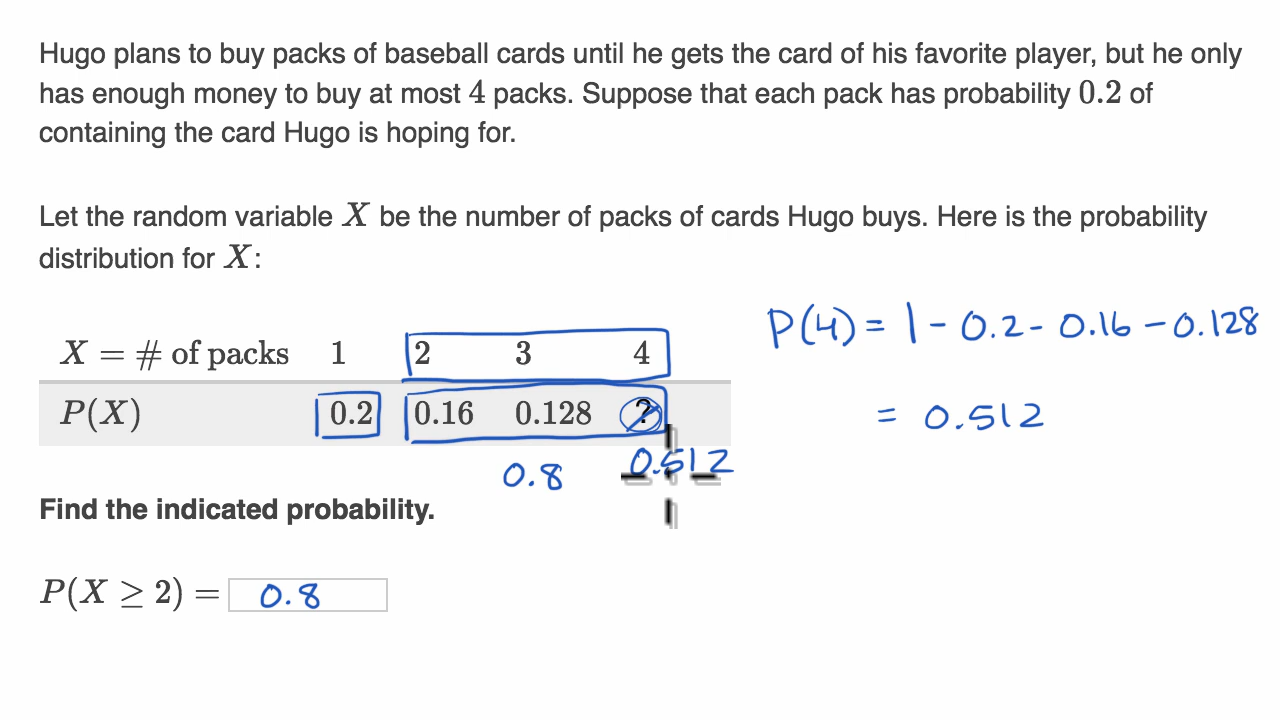 Hugo plans to buy packs of baseball cards until he gets the card of his favorite player, but he only
has enough money to buy at most 4 packs. Suppose that each pack has probability 0.2 of
containing the card Hugo is hoping for.
Let the random variable X be the number of packs of cards Hugo buys. Here is the probability
distribution for X:
X = # of packs 1 2 3 4
P(X) 0.2 0.16 0.128 ?
0.8 0.512
P(4) = 1 - 0.2 - 0.16 - 0.128
= 0.512
Find the indicated probability.
P(X ≥ 2) = 0.8